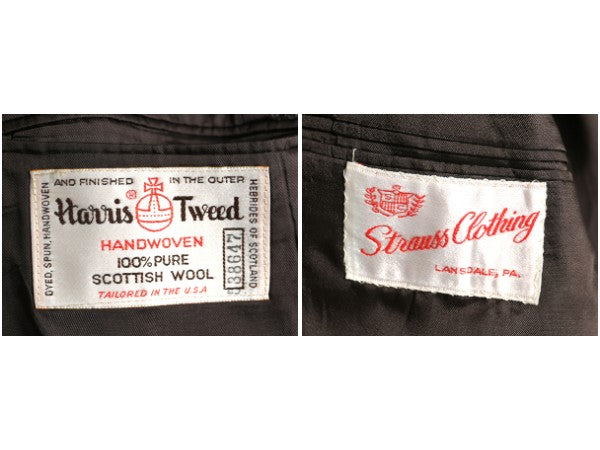 DYED, SPUN, HANDWOVEN
AND FINISHED IN THE OUTER
HEBRIDES OF SCOTLAND
Harris® Tweed
HANDWOVEN
100% PURE
SCOTTISH WOOL
TAILORED IN THE U.S.A
38647
Strauss Clothing
LANSDALE, PA.